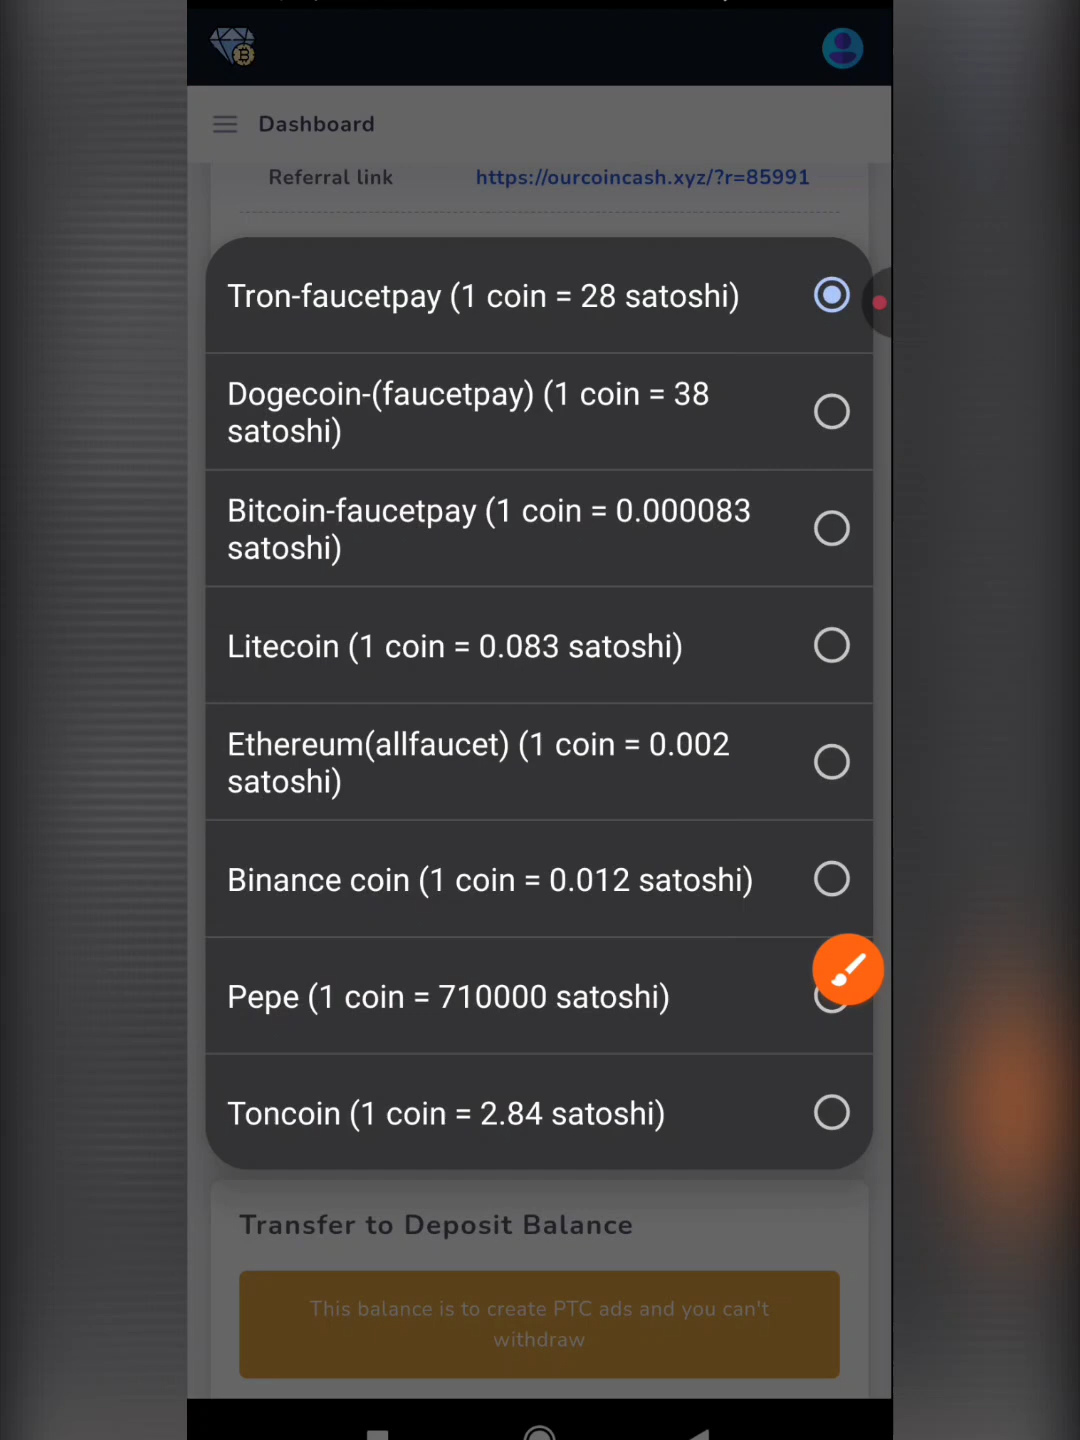 Dashboard
Referral link https://ourcoincash.xyz/?r=85991
Tron-faucetpay (1 coin = 28 satoshi)
Dogecoin-(faucetpay) (1 coin = 38
satoshi)
Bitcoin-faucetpay (1 coin = 0.000083
satoshi)
Litecoin (1 coin = 0.083 satoshi)
Ethereum(allfaucet) (1 coin = 0.002
satoshi)
Binance coin (1 coin = 0.012 satoshi)
Pepe (1 coin = 710000 satoshi)
Toncoin (1 coin = 2.84 satoshi)
Transfer to Deposit Balance
This balance is to create PTC ads and you can't
withdraw